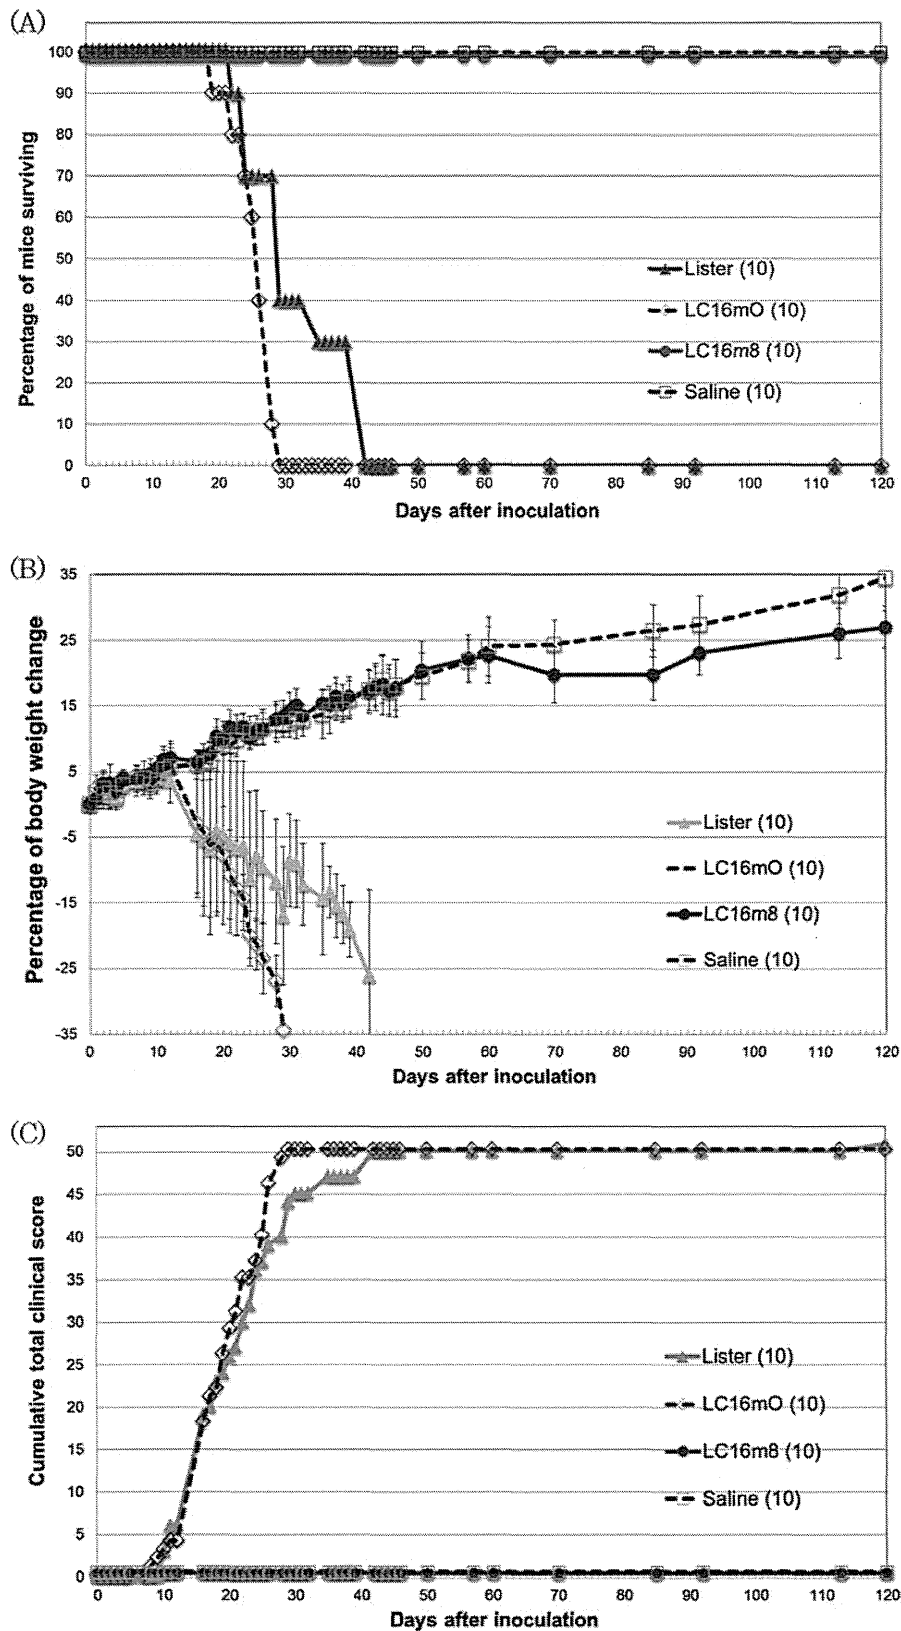 (A)
Percentage of mice surviving
100
90
80
70
60
50
40
30
20
10
0
Lister (10)
LC16mO (10)
LC16m8 (10)
Saline (10)
0 10 20 30 40 50 60 70 80 90 100 110 120
Days after inoculation
(B)
Percentage of body weight change
35
25
15
5
-5
-15
-25
-35
Lister (10)
LC16mO (10)
LC16m8 (10)
Saline (10)
0 10 20 30 40 50 60 70 80 90 100 110 120
Days after inoculation
(C)
Cumulative total clinical score
50
45
40
35
30
25
20
15
10
5
0
Lister (10)
LC16mO (10)
LC16m8 (10)
Saline (10)
0 10 20 30 40 50 60 70 80 90 100 110 120
Days after inoculation